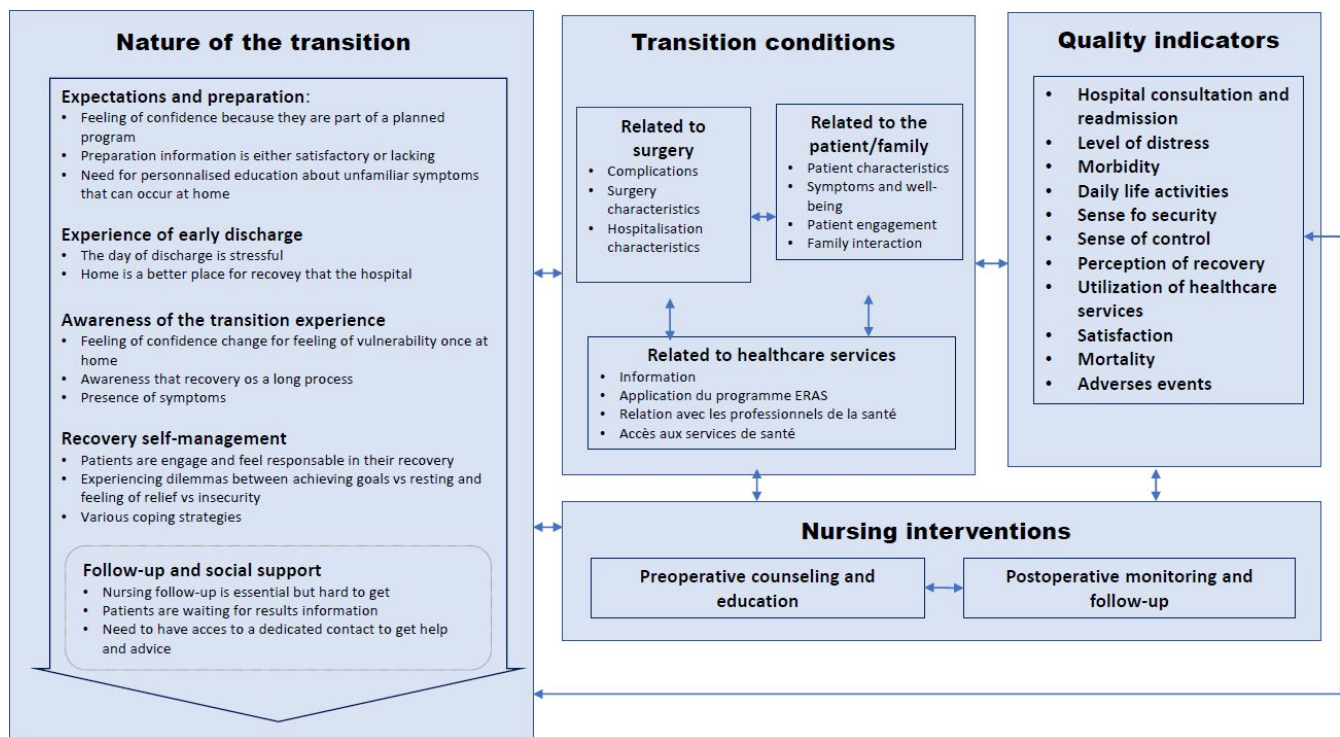 Nature of the transition
Expectations and preparation:
• Feeling of confidence because they are part of a planned
program
• Preparation information is either satisfactory or lacking
• Need for personnalised education about unfamiliar symptoms
that can occur at home
Experience of early discharge
• The day of discharge is stressful
• Home is a better place for recovey that the hospital
Awareness of the transition experience
• Feeling of confidence change for feeling of vulnerability once at
home
• Awareness that recovery os a long process
• Presence of symptoms
Recovery self-management
• Patients are engage and feel responsable in their recovery
• Experiencing dilemmas between achieving goals vs resting and
feeling of relief vs insecurity
• Various coping strategies
Follow-up and social support
• Nursing follow-up is essential but hard to get
• Patients are waiting for results information
• Need to have acces to a dedicated contact to get help
and advice
Transition conditions
Related to
surgery
• Complications
• Surgery
characteristics
• Hospitalisation
characteristics
Related to the
patient/family
• Patient characteristics
• Symptoms and well-
being
• Patient engagement
• Family interaction
Related to healthcare services
• Information
• Application du programme ERAS
• Relation avec les professionnels de la santé
• Accès aux services de santé
Quality indicators
• Hospital consultation and
readmission
• Level of distress
• Morbidity
• Daily life activities
• Sense fo security
• Sense of control
• Perception of recovery
• Utilization of healthcare
services
• Satisfaction
• Mortality
• Adverses events
Nursing interventions
Preoperative counseling and
education
Postoperative monitoring and
follow-up